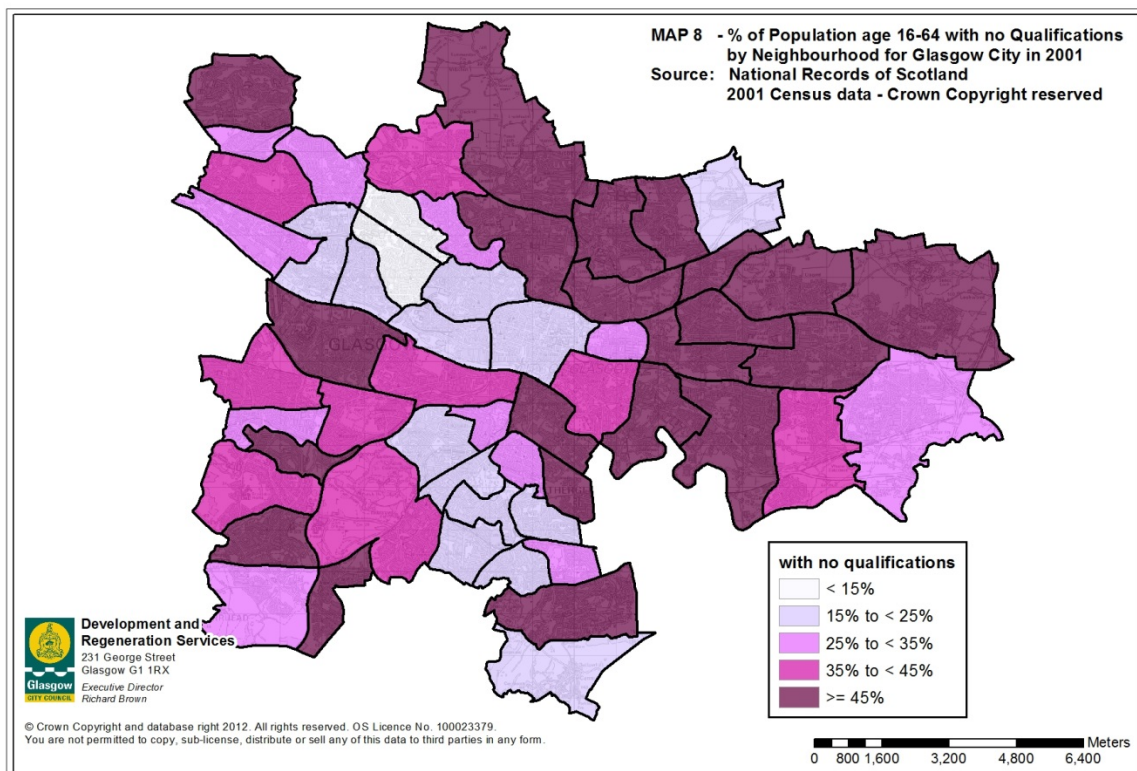 MAP 8 - % of Population age 16-64 with no Qualifications
by Neighbourhood for Glasgow City in 2001
Source: National Records of Scotland
2001 Census data - Crown Copyright reserved
with no qualifications
< 15%
15% to < 25%
25% to < 35%
35% to < 45%
>= 45%
Development and
Regeneration Services
231 George Street
Glasgow G1 1RX
Executive Director
Richard Brown
Glasgow
CITY COUNCIL
© Crown Copyright and database right 2012. All rights reserved. OS Licence No. 100023379.
You are not permitted to copy, sub-license, distribute or sell any of this data to third parties in any form.
Meters
0 800 1,600 3,200 4,800 6,400